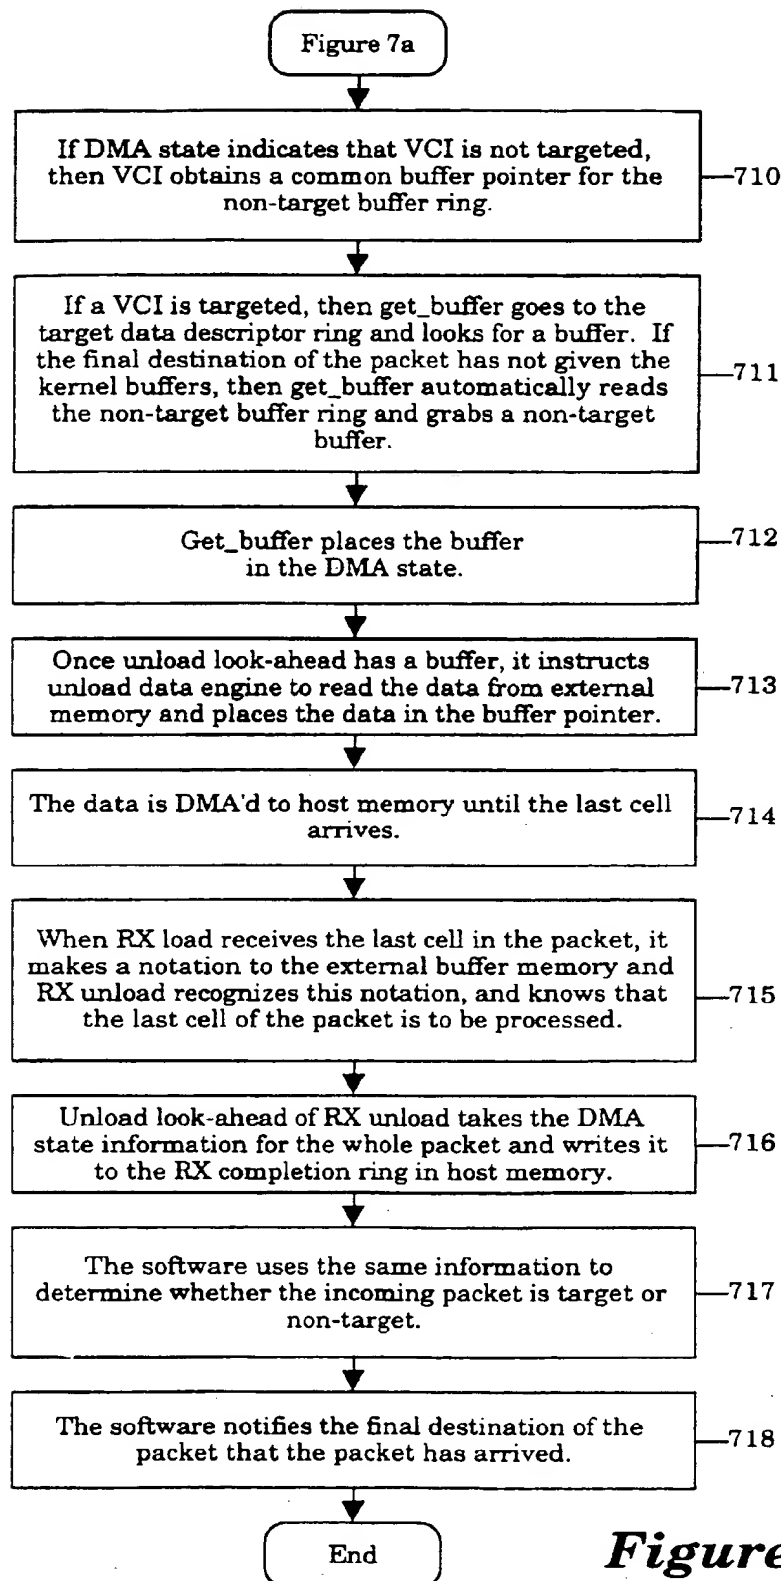 Figure 7a
If DMA state indicates that VCI is not targeted,
then VCI obtains a common buffer pointer for the
non-target buffer ring.
710
If a VCI is targeted, then get_buffer goes to the
target data descriptor ring and looks for a buffer. If
the final destination of the packet has not given the
kernel buffers, then get_buffer automatically reads
the non-target buffer ring and grabs a non-target
buffer.
711
Get_buffer places the buffer
in the DMA state.
712
Once unload look-ahead has a buffer, it instructs
unload data engine to read the data from external
memory and places the data in the buffer pointer.
713
The data is DMA'd to host memory until the last cell
arrives.
714
When RX load receives the last cell in the packet, it
makes a notation to the external buffer memory and
RX unload recognizes this notation, and knows that
the last cell of the packet is to be processed.
715
Unload look-ahead of RX unload takes the DMA
state information for the whole packet and writes it
to the RX completion ring in host memory.
716
The software uses the same information to
determine whether the incoming packet is target or
non-target.
717
The software notifies the final destination of the
packet that the packet has arrived.
718
End
Figure